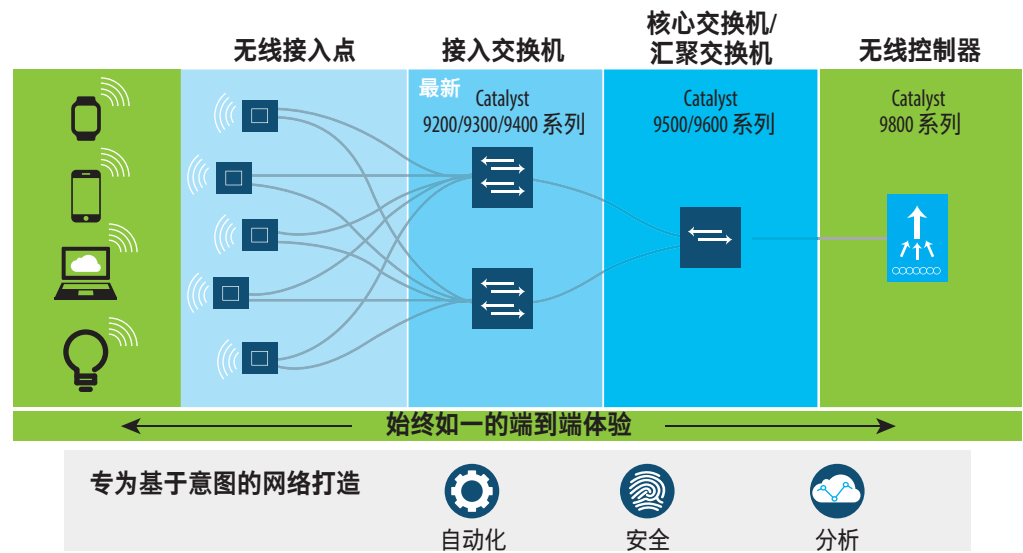 无线接入点
接入交换机
核心交换机/
汇聚交换机
无线控制器
最新
Catalyst
9200/9300/9400 系列
Catalyst
9500/9600 系列
Catalyst
9800 系列
始终如一的端到端体验
专为基于意图的网络打造
自动化
安全
分析